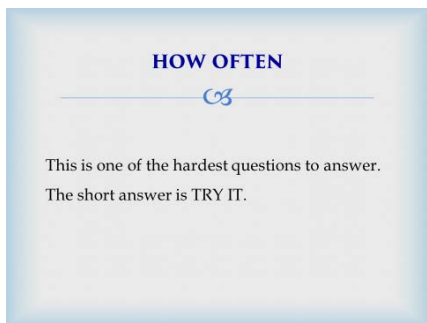 HOW OFTEN
This is one of the hardest questions to answer.
The short answer is TRY IT.